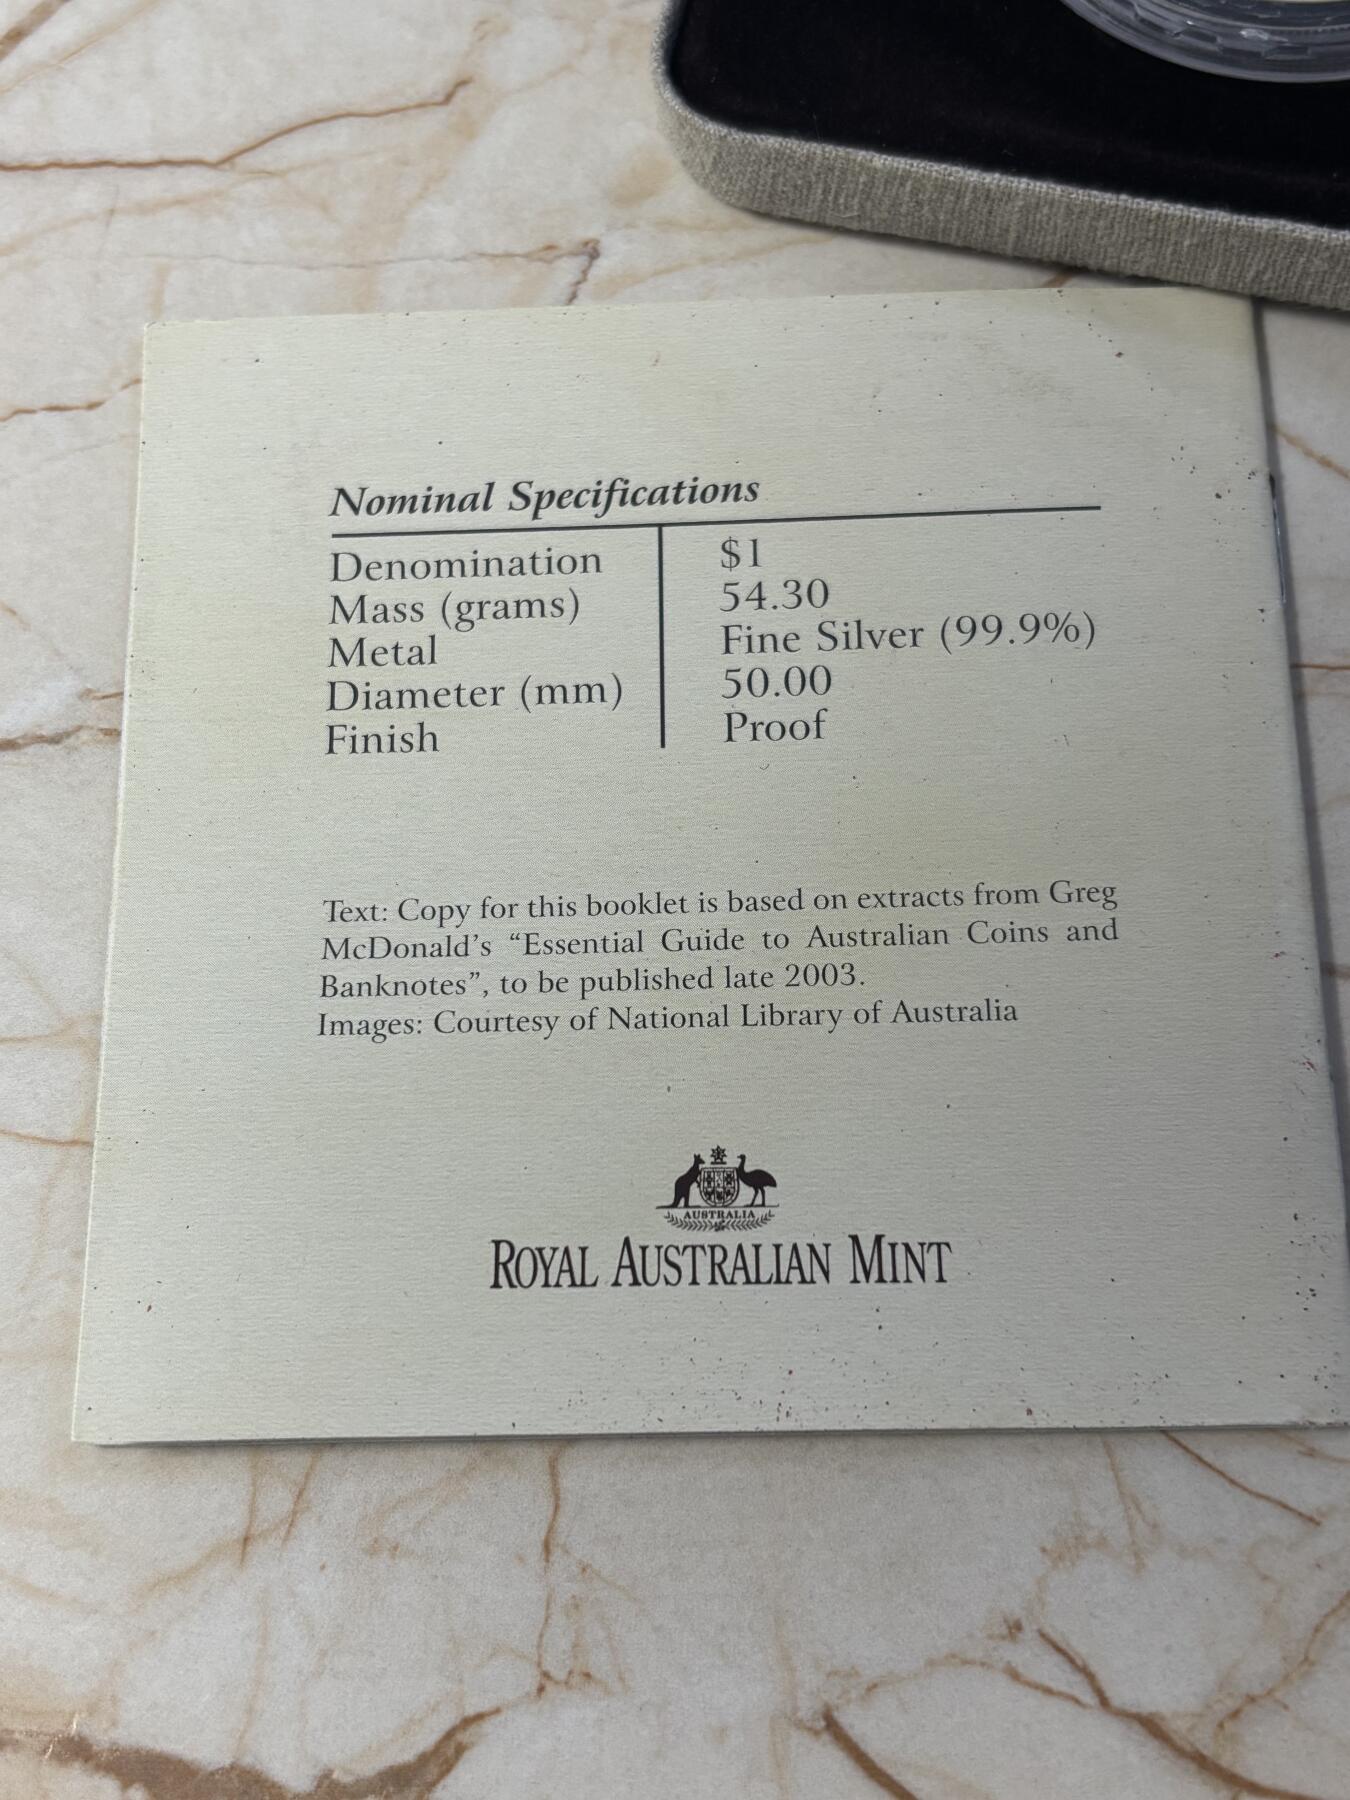 Nominal Specifications
Denomination $1
Mass (grams) 54.30
Metal Fine Silver (99.9%)
Diameter (mm) 50.00
Finish Proof
Text: Copy for this booklet is based on extracts from Greg
McDonald’s “Essential Guide to Australian Coins and
Banknotes”, to be published late 2003.
Images: Courtesy of National Library of Australia
AUSTRALIA
ROYAL AUSTRALIAN MINT